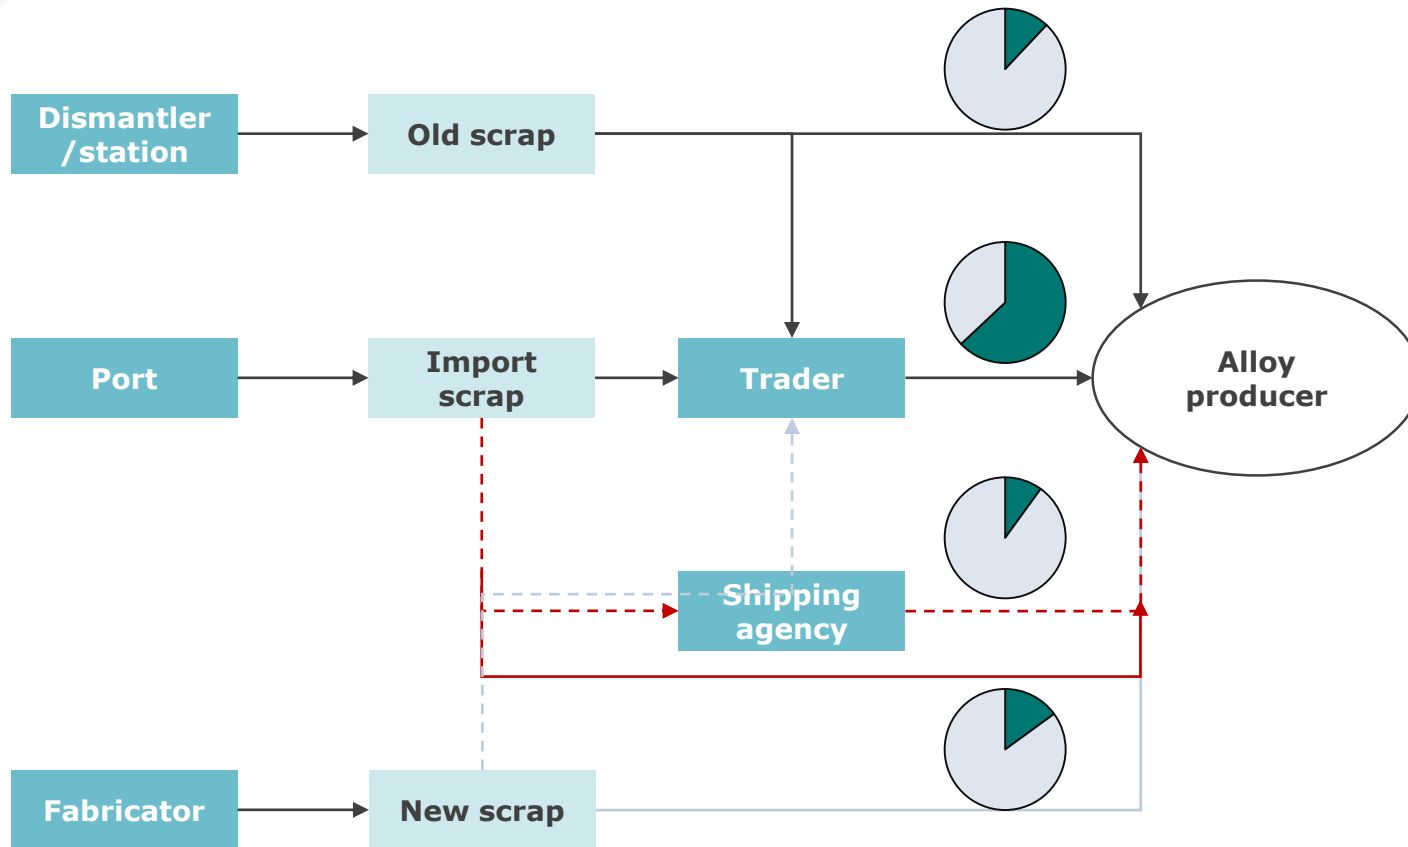 Dismantler
/station
Old scrap
Port
Import
scrap
Trader
Alloy
producer
Shipping
agency
Fabricator
New scrap